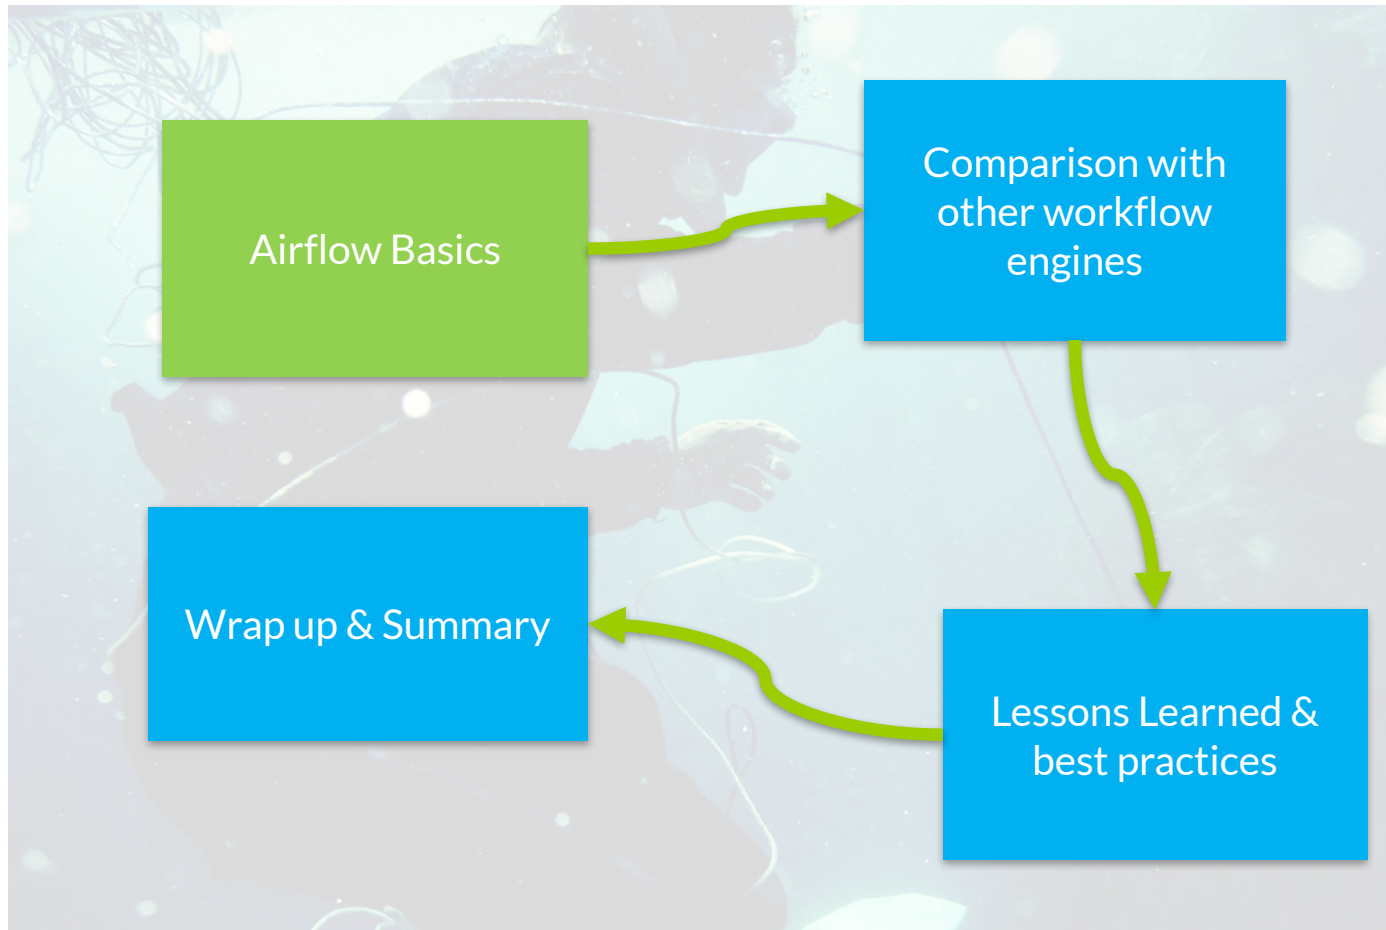 Airflow Basics
Comparison with
other workflow
engines
Lessons Learned &
best practices
Wrap up & Summary